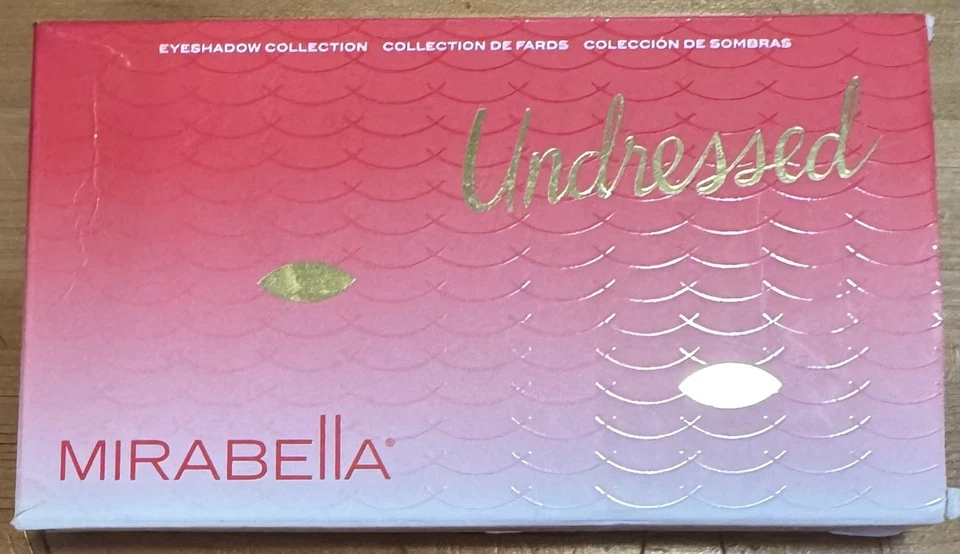 EYESHADOW COLLECTION COLLECTION DE FARDS COLECCIÓN DE SOMBRAS
Undressed
MIRABEllA®